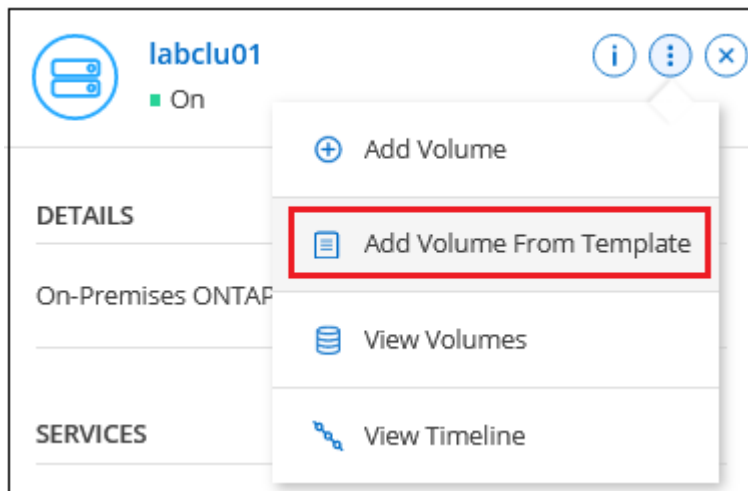 labclu01
On
Add Volume
DETAILS
Add Volume From Template
On-Premises ONTAP
View Volumes
SERVICES
View Timeline